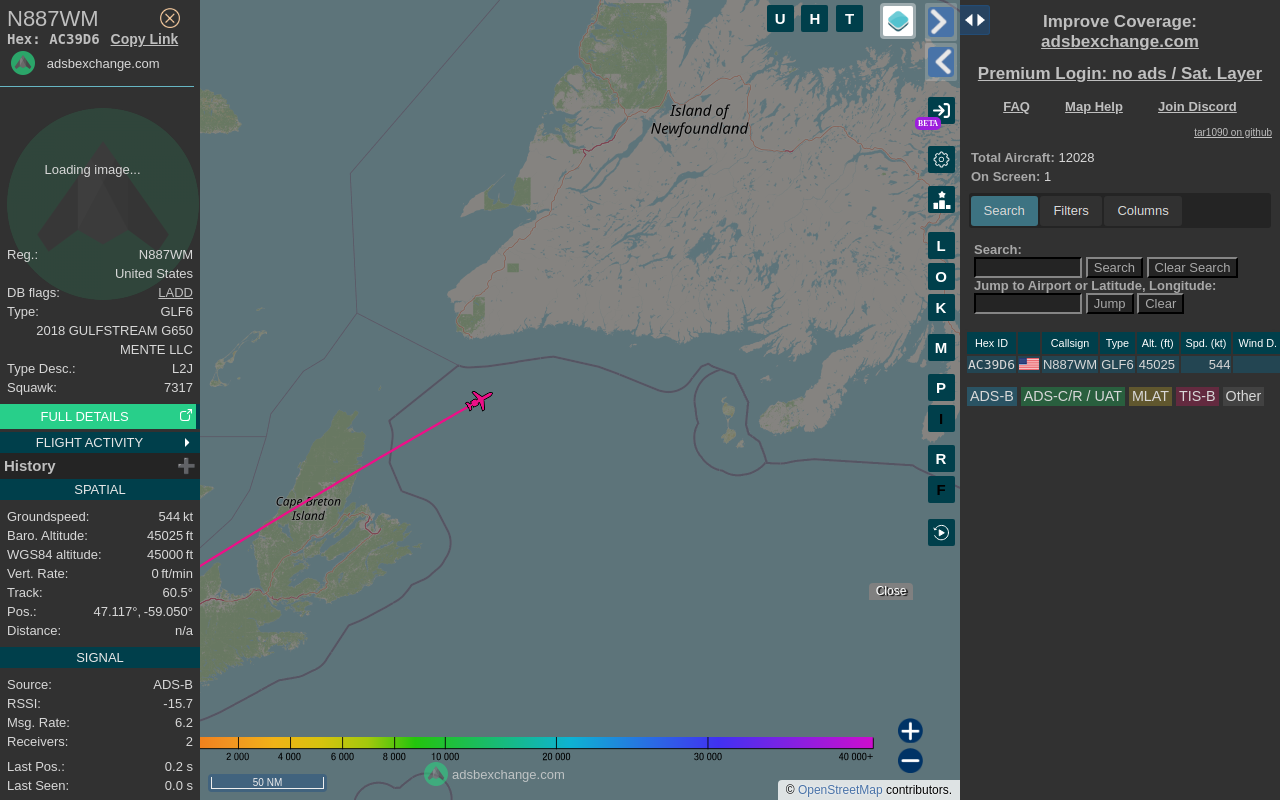 N887WM
Hex: AC39D6 Copy Link
adsbexchange.com
Loading image...
Reg.: N887WM
United States
DB flags: LADD
Type: GLF6
2018 GULFSTREAM G650
MENTE LLC
Type Desc.: L2J
Squawk: 7317
FULL DETAILS
FLIGHT ACTIVITY
History
SPATIAL
Groundspeed: 544 kt
Baro. Altitude: 45025 ft
WGS84 altitude: 45000 ft
Vert. Rate: 0 ft/min
Track: 60.5°
Pos.: 47.117°, -59.050°
Distance: n/a
SIGNAL
Source: ADS-B
RSSI: -15.7
Msg. Rate: 6.2
Receivers: 2
Last Pos.: 0.2 s
Last Seen: 0.0 s
Island of
Newfoundland
Cape Breton
Island
U H T
BETA
L
O
K
M
P
I
R
F
Close
2 000 4 000 6 000 8 000 10 000 20 000 30 000 40 000+
50 NM
adsbexchange.com
© OpenStreetMap contributors.
Improve Coverage:
adsbexchange.com
Premium Login: no ads / Sat. Layer
FAQ Map Help Join Discord
tar1090 on github
Total Aircraft: 12028
On Screen: 1
Search Filters Columns
Search:
Search Clear Search
Jump to Airport or Latitude, Longitude:
Jump Clear
Hex ID Callsign Type Alt. (ft) Spd. (kt) Wind D.
AC39D6 N887WM GLF6 45025 544
ADS-B ADS-C/R / UAT MLAT TIS-B Other